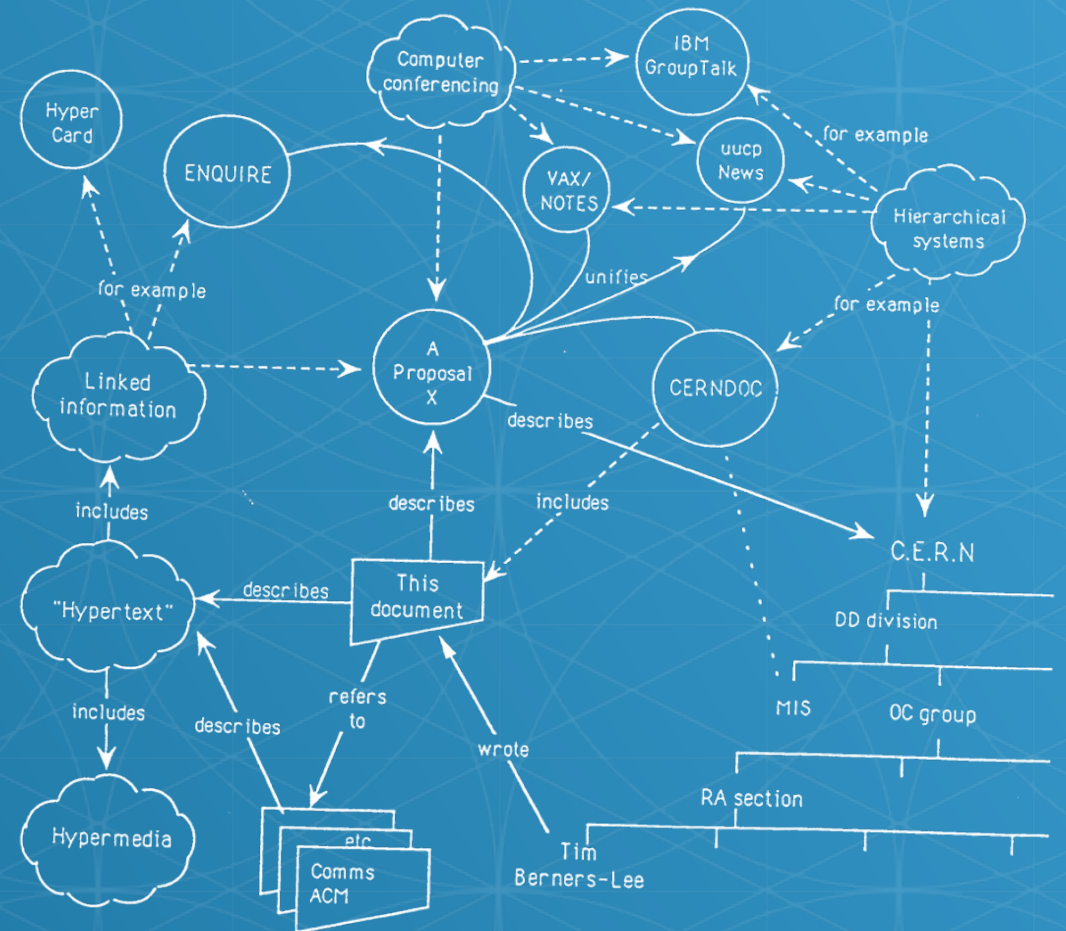 Computer
conferencing
IBM
GroupTalk
Hyper
Card
ENQUIRE
VAX/
NOTES
uucp
News
for example
Hierarchical
systems
for example
unifies
for example
A
Proposal
X
CERNDOC
Linked
information
describes
includes
describes
includes
C.E.R.N
"Hypertext"
describes
This
document
DD division
includes
describes
refers
to
wrote
MIS
OC group
RA section
Hypermedia
etc
Comms
ACM
Tim
Berners-Lee